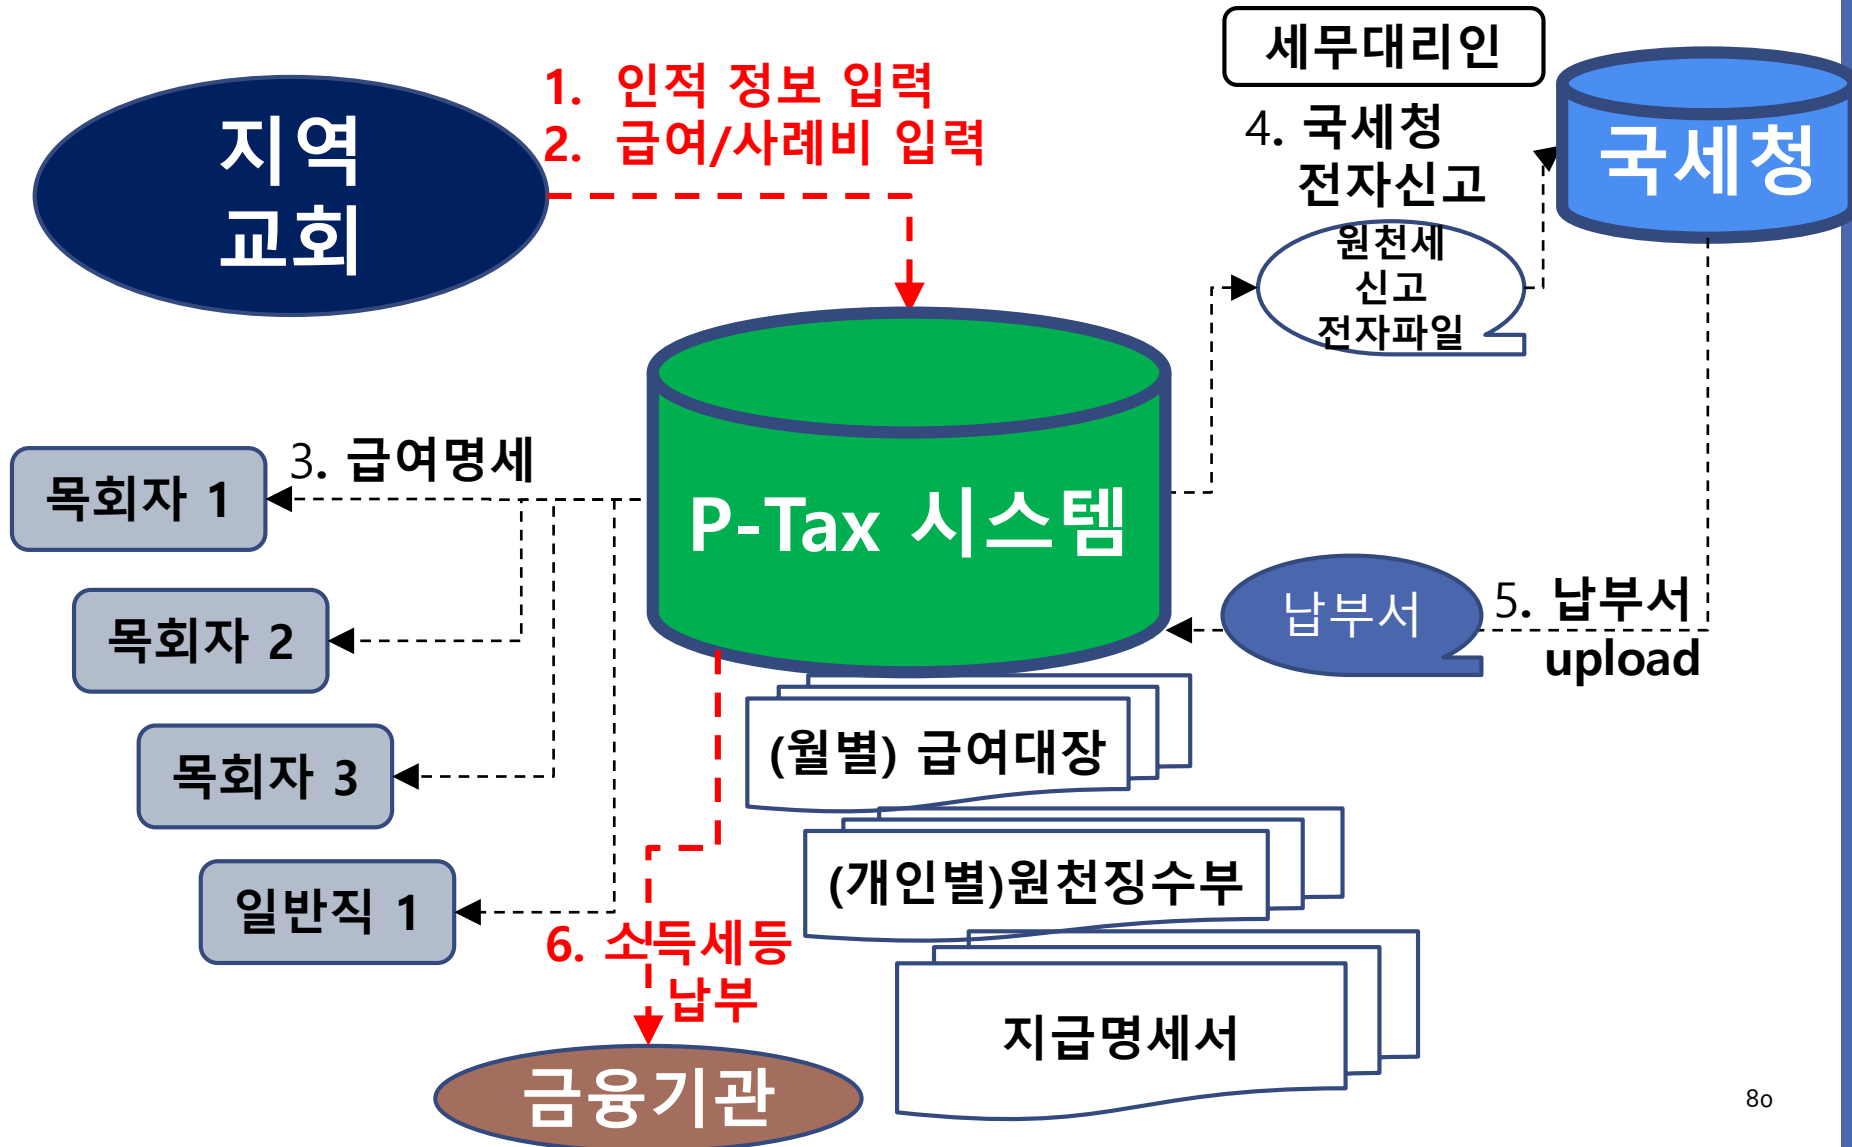 세무대리인
1. 인적 정보 입력
2. 급여/사례비 입력
지역
교회
4. 국세청
전자신고
국세청
원천세
신고
전자파일
3. 급여명세
목회자 1
목회자 2
목회자 3
일반직 1
P-Tax 시스템
납부서
5. 납부서
upload
(월별) 급여대장
(개인별)원천징수부
지급명세서
6. 소득세등
납부
금융기관
80